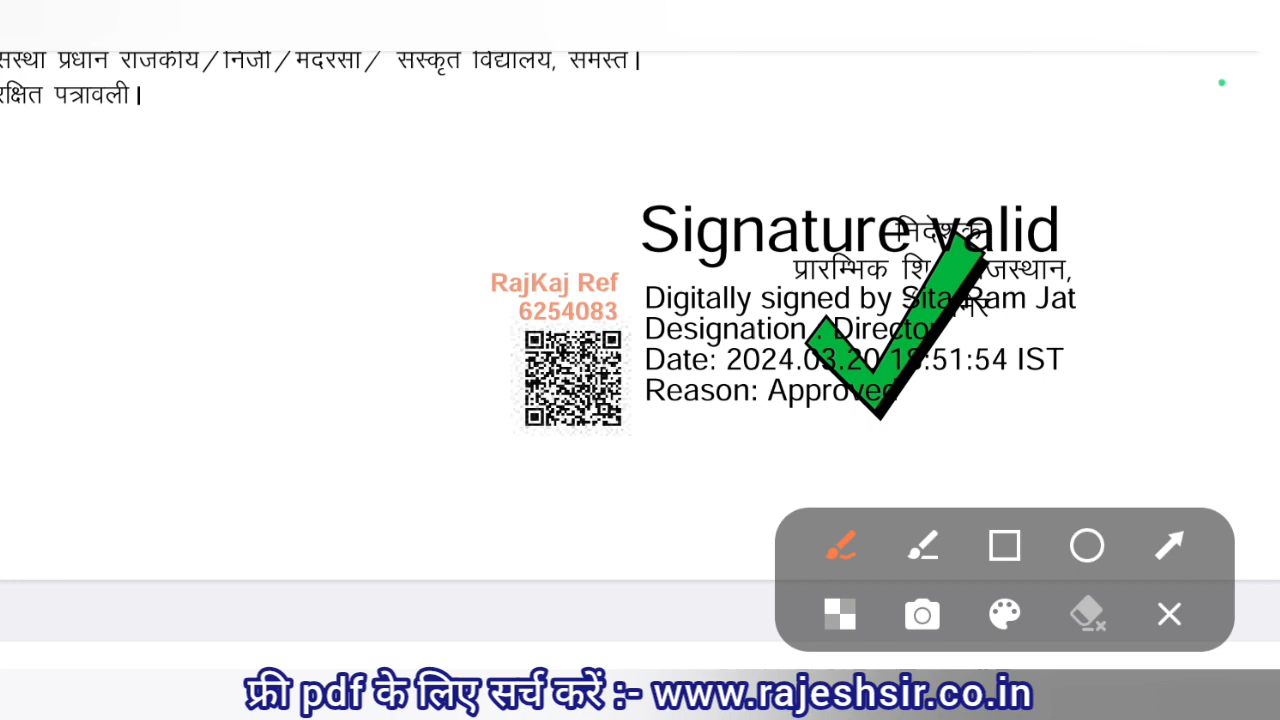 संस्था प्रधान राजकीय/निजी/मदरसा/ संस्कृत विद्यालय, समस्त।
रक्षित पत्रावली।
Signature valid
निदेशक
प्रारम्भिक
RajKaj Ref
6254083
Digitally signed by Sita Ram Jat
Designation : Director
Date: 2024.03.20 18:51:54 IST
Reason: Approved
फ्री pdf के लिए सर्च करें :- www.rajeshsir.co.in